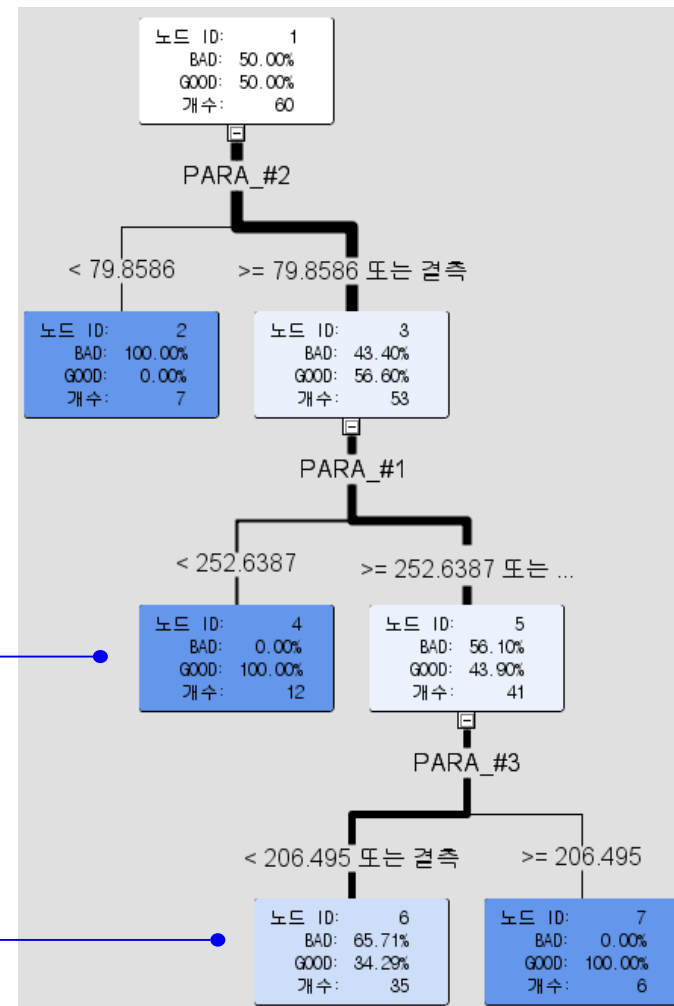 노드 ID: 1
BAD: 50.00%
GOOD: 50.00%
개수: 60
PARA_#2
< 79.8586
>= 79.8586 또는 결측
노드 ID: 2
BAD: 100.00%
GOOD: 0.00%
개수: 7
노드 ID: 3
BAD: 43.40%
GOOD: 56.60%
개수: 53
PARA_#1
< 252.6387
>= 252.6387 또는 ...
노드 ID: 4
BAD: 0.00%
GOOD: 100.00%
개수: 12
노드 ID: 5
BAD: 56.10%
GOOD: 43.90%
개수: 41
PARA_#3
< 206.495 또는 결측
>= 206.495
노드 ID: 6
BAD: 65.71%
GOOD: 34.29%
개수: 35
노드 ID: 7
BAD: 0.00%
GOOD: 100.00%
개수: 6